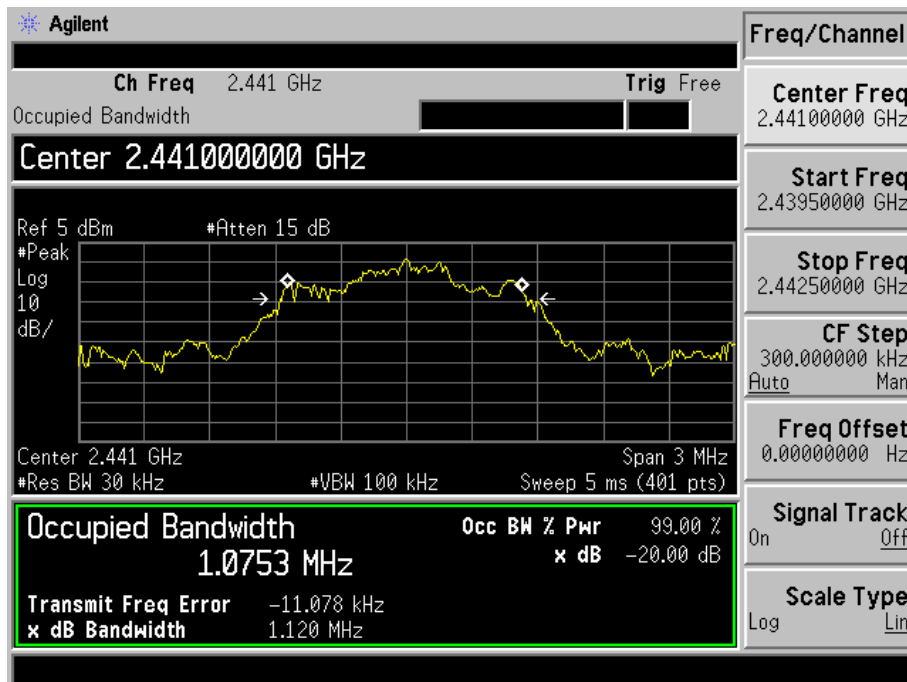 Agilent
Freq/Channel
Ch Freq 2.441 GHz Trig Free
Occupied Bandwidth
Center 2.441000000 GHz
Ref 5 dBm #Atten 15 dB
#Peak
Log
10
dB/
Center 2.441 GHz Span 3 MHz
#Res BW 30 kHz #VBW 100 kHz Sweep 5 ms (401 pts)
Occupied Bandwidth
1.0753 MHz
Occ BW % Pwr 99.00 %
x dB -20.00 dB
Transmit Freq Error -11.078 kHz
x dB Bandwidth 1.120 MHz
Center Freq
2.44100000 GHz
Start Freq
2.43950000 GHz
Stop Freq
2.44250000 GHz
CF Step
300.000000 kHz
Auto Man
Freq Offset
0.00000000 Hz
Signal Track
On Off
Scale Type
Log Lin